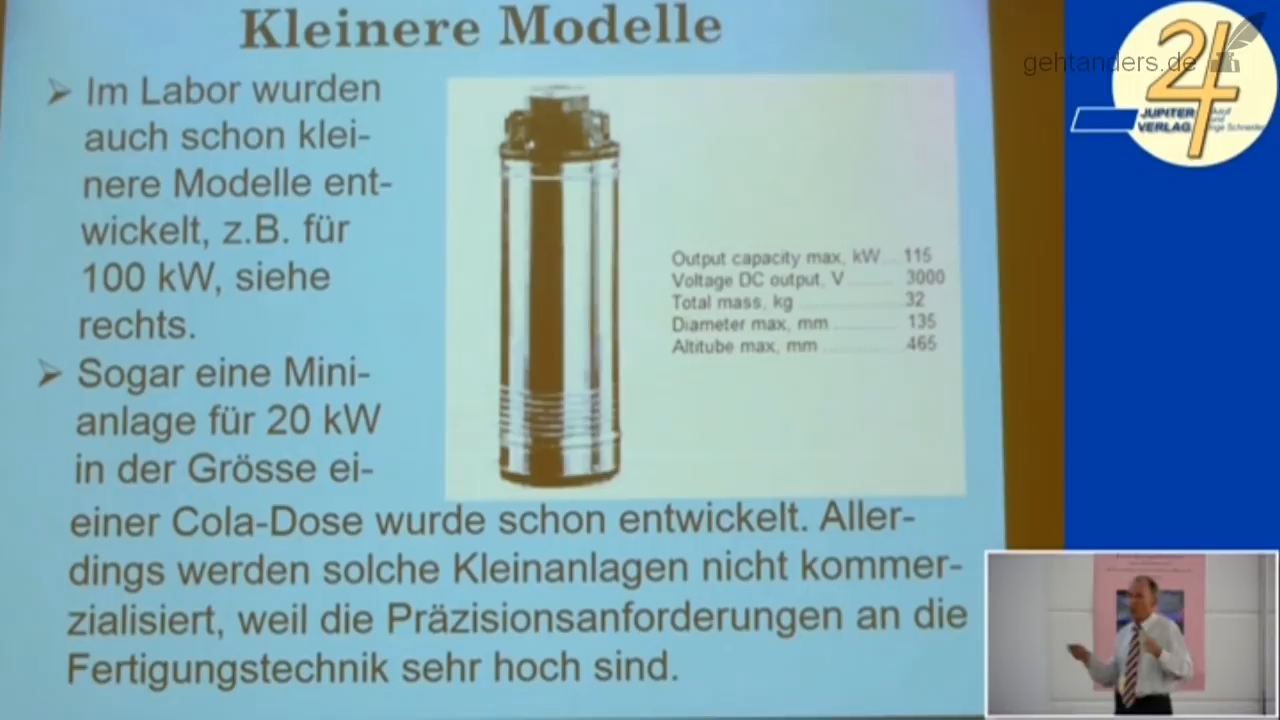 Kleinere Modelle
➢ Im Labor wurden
auch schon klei-
nere Modelle ent-
wickelt, z.B. für
100 kW, siehe
rechts.
➢ Sogar eine Mini-
anlage für 20 kW
in der Grösse ei-
einer Cola-Dose wurde schon entwickelt. Aller-
dings werden solche Kleinanlagen nicht kommer-
zialisiert, weil die Präzisionsanforderungen an die
Fertigungstechnik sehr hoch sind.
Output capacity max, kW 115
Voltage DC output, V 3000
Total mass, kg 32
Diameter max, mm 135
Altitube max, mm 465
gehtanders.de
JUPITER
VERLAG